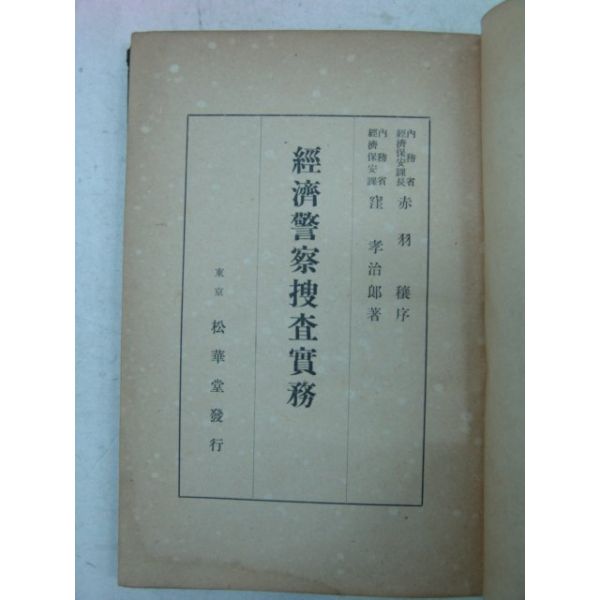 內務省經濟保安課長 赤羽穰序
內務省經濟保安課 窪孝治郎著
經濟警察搜査實務
東京 松華堂發行